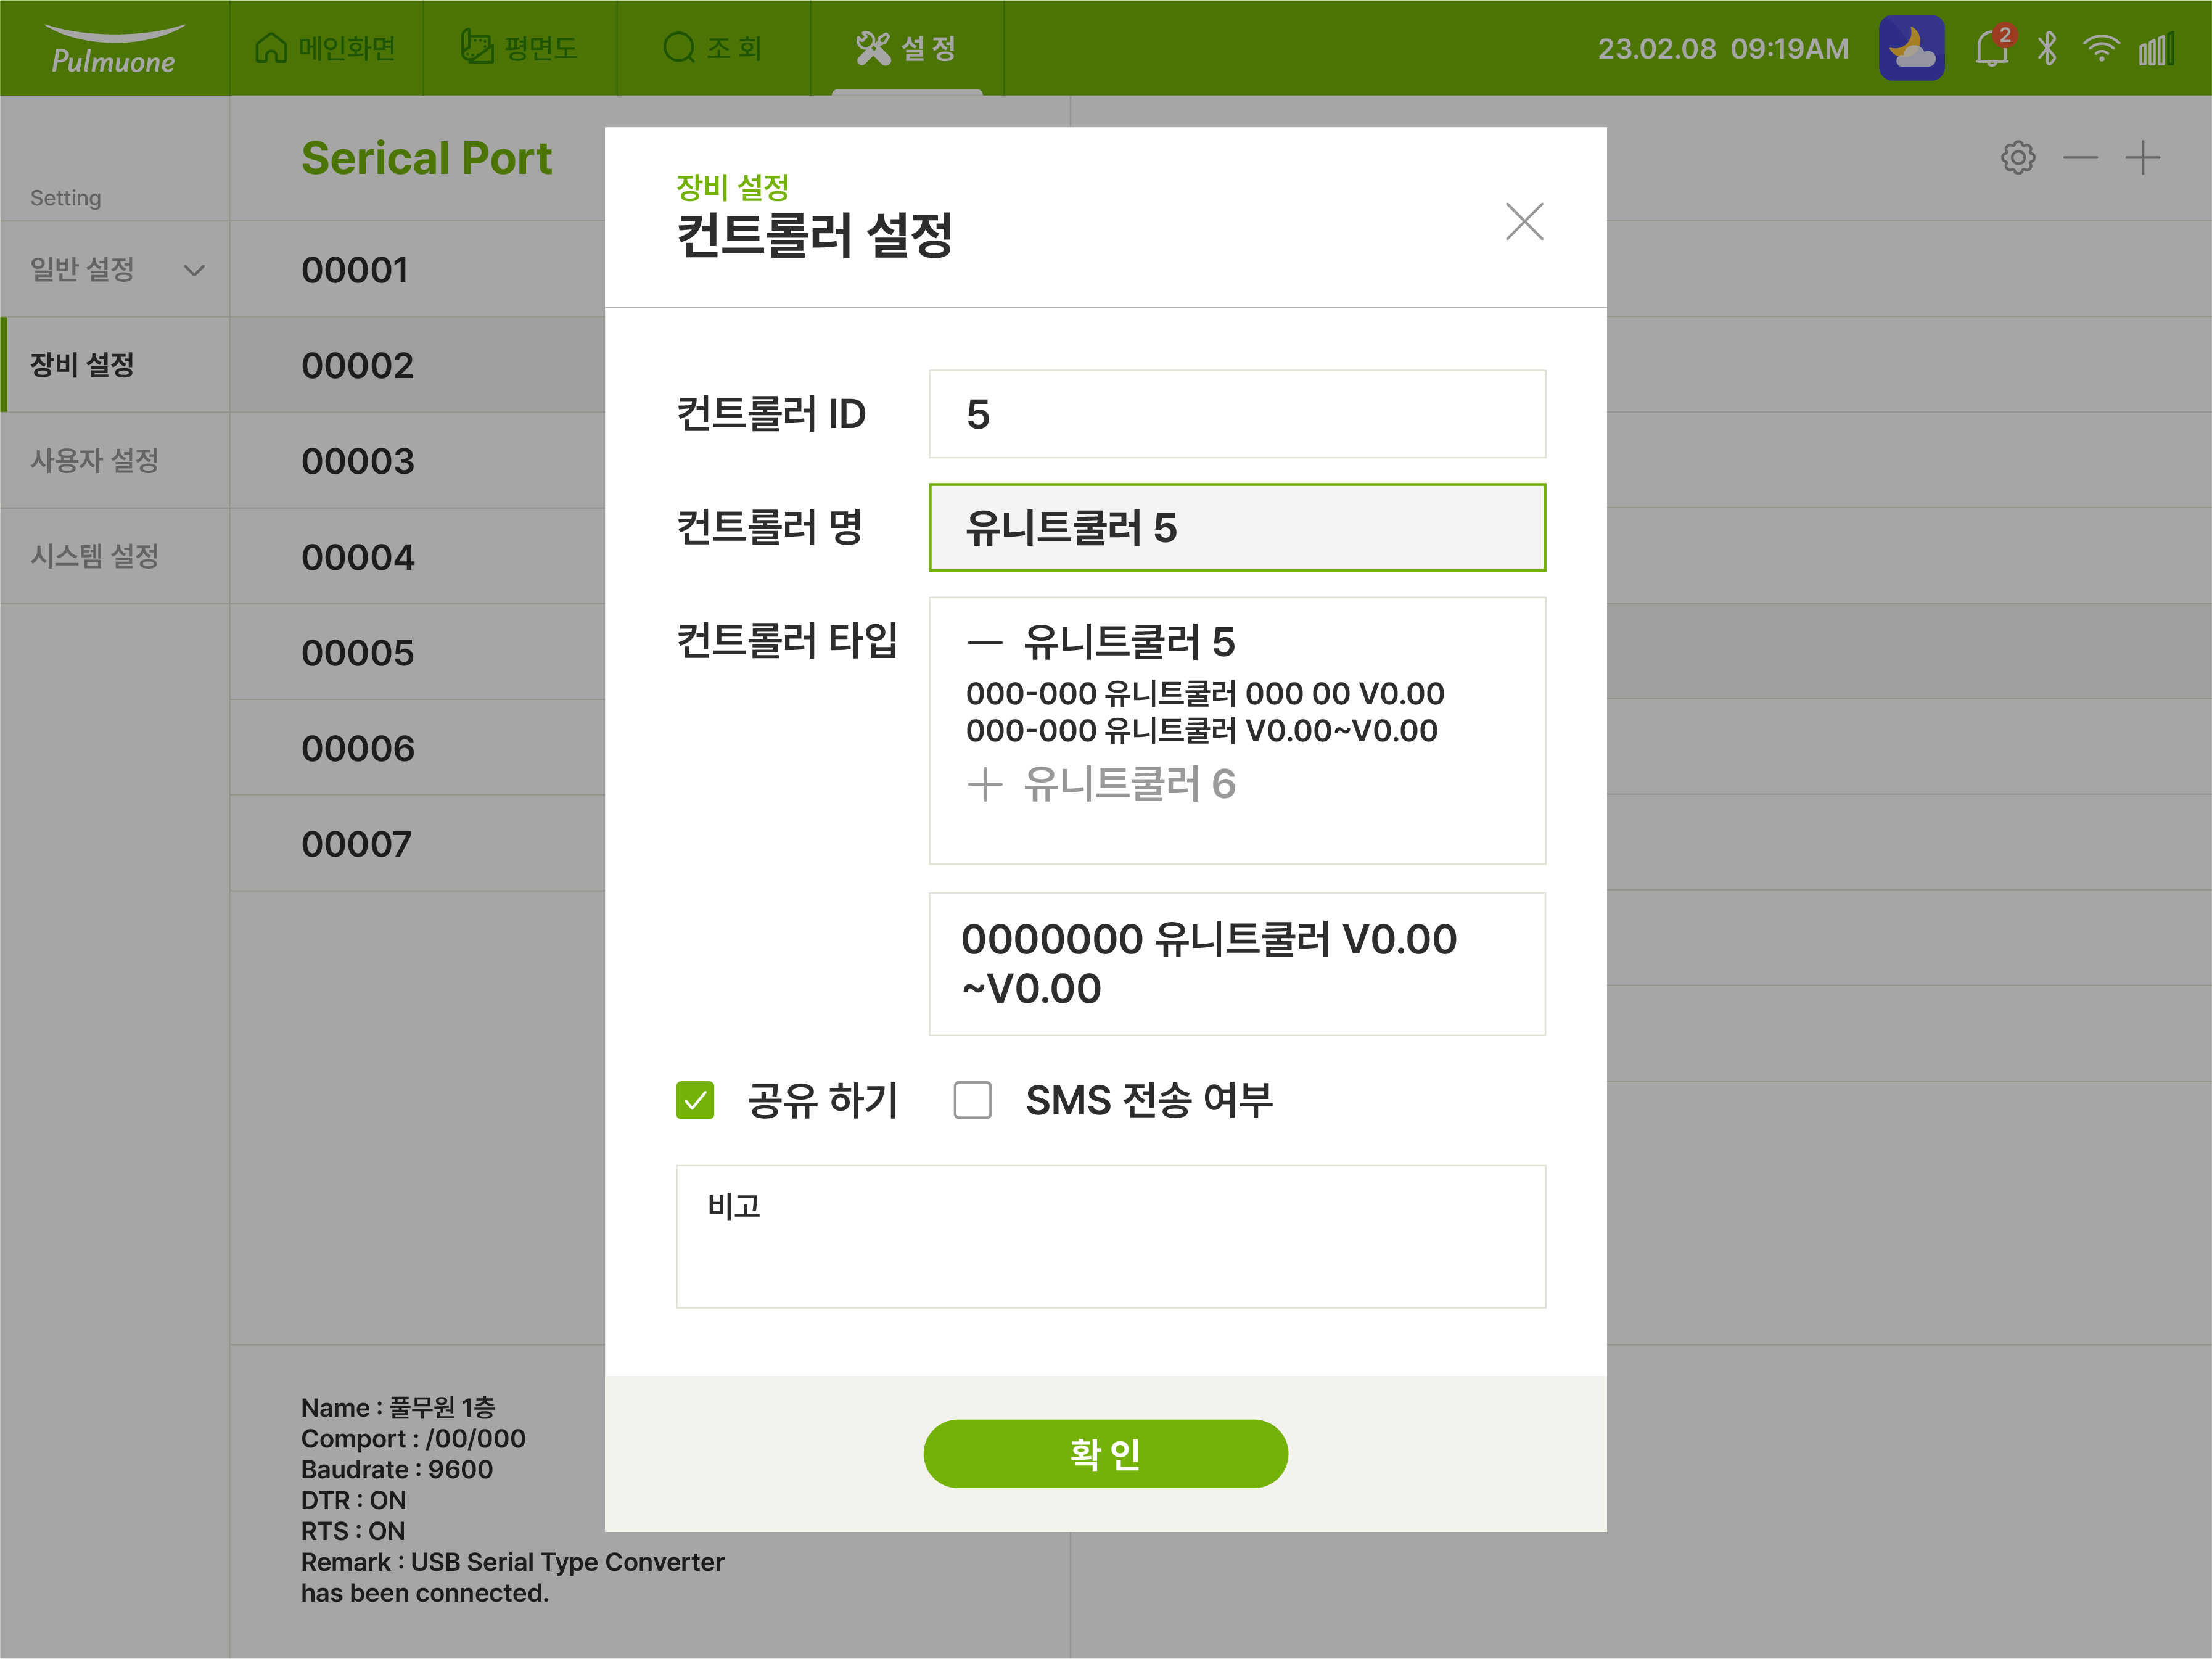 Pulmuone
메인화면
평면도
조 회
설 정
23.02.08 09:19AM
2
Setting
일반 설정
장비 설정
사용자 설정
시스템 설정
Serical Port
00001
00002
00003
00004
00005
00006
00007
Name : 풀무원 1층
Comport : /00/000
Baudrate : 9600
DTR : ON
RTS : ON
Remark : USB Serial Type Converter
has been connected.
장비 설정
컨트롤러 설정
컨트롤러 ID
5
컨트롤러 명
유니트쿨러 5
컨트롤러 타입
유니트쿨러 5
000-000 유니트쿨러 000 00 V0.00
000-000 유니트쿨러 V0.00~V0.00
유니트쿨러 6
0000000 유니트쿨러 V0.00
~V0.00
공유 하기
SMS 전송 여부
비고
확 인